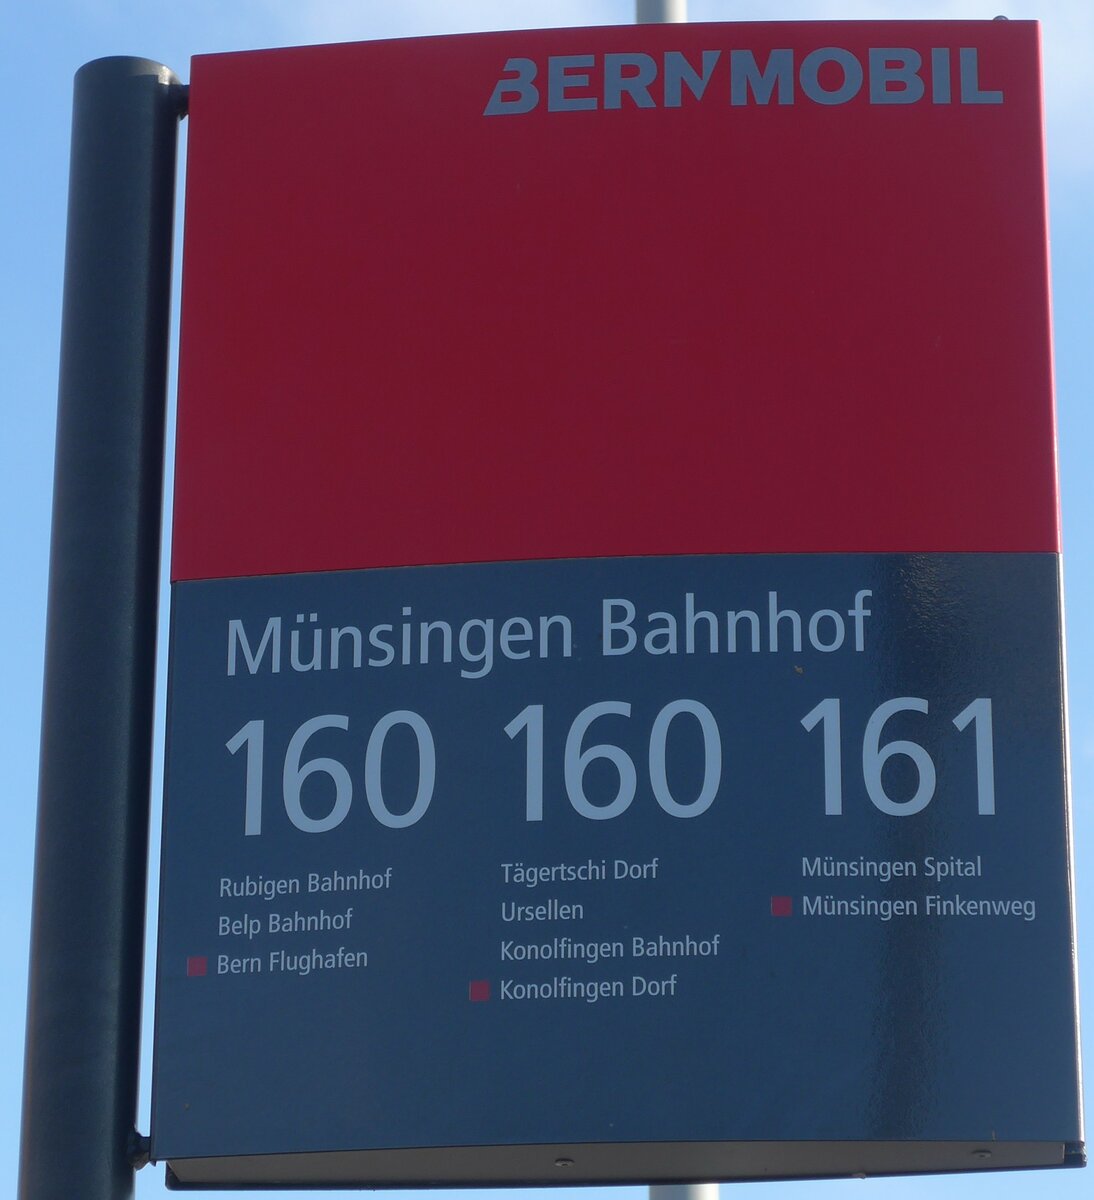 BERNMOBIL
Münsingen Bahnhof
160
Rubigen Bahnhof
Belp Bahnhof
Bern Flughafen
160
Tägertschi Dorf
Ursellen
Konolfingen Bahnhof
Konolfingen Dorf
161
Münsingen Spital
Münsingen Finkenweg